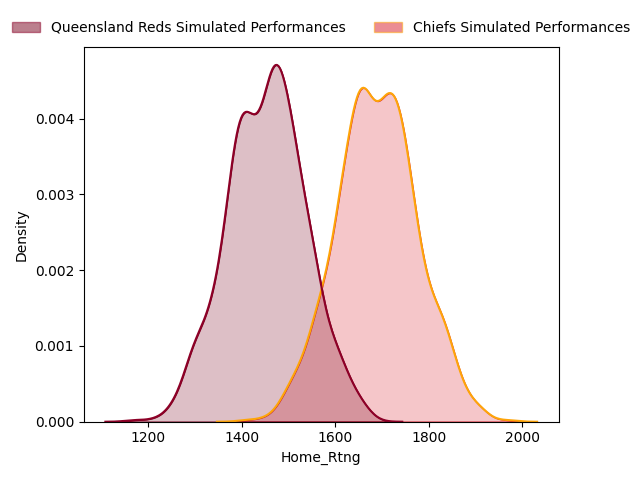 Queensland Reds Simulated Performances Chiefs Simulated Performances
Density
0.004
0.003
0.002
0.001
0.000
1200 1400 1600 1800 2000
Home_Rtng